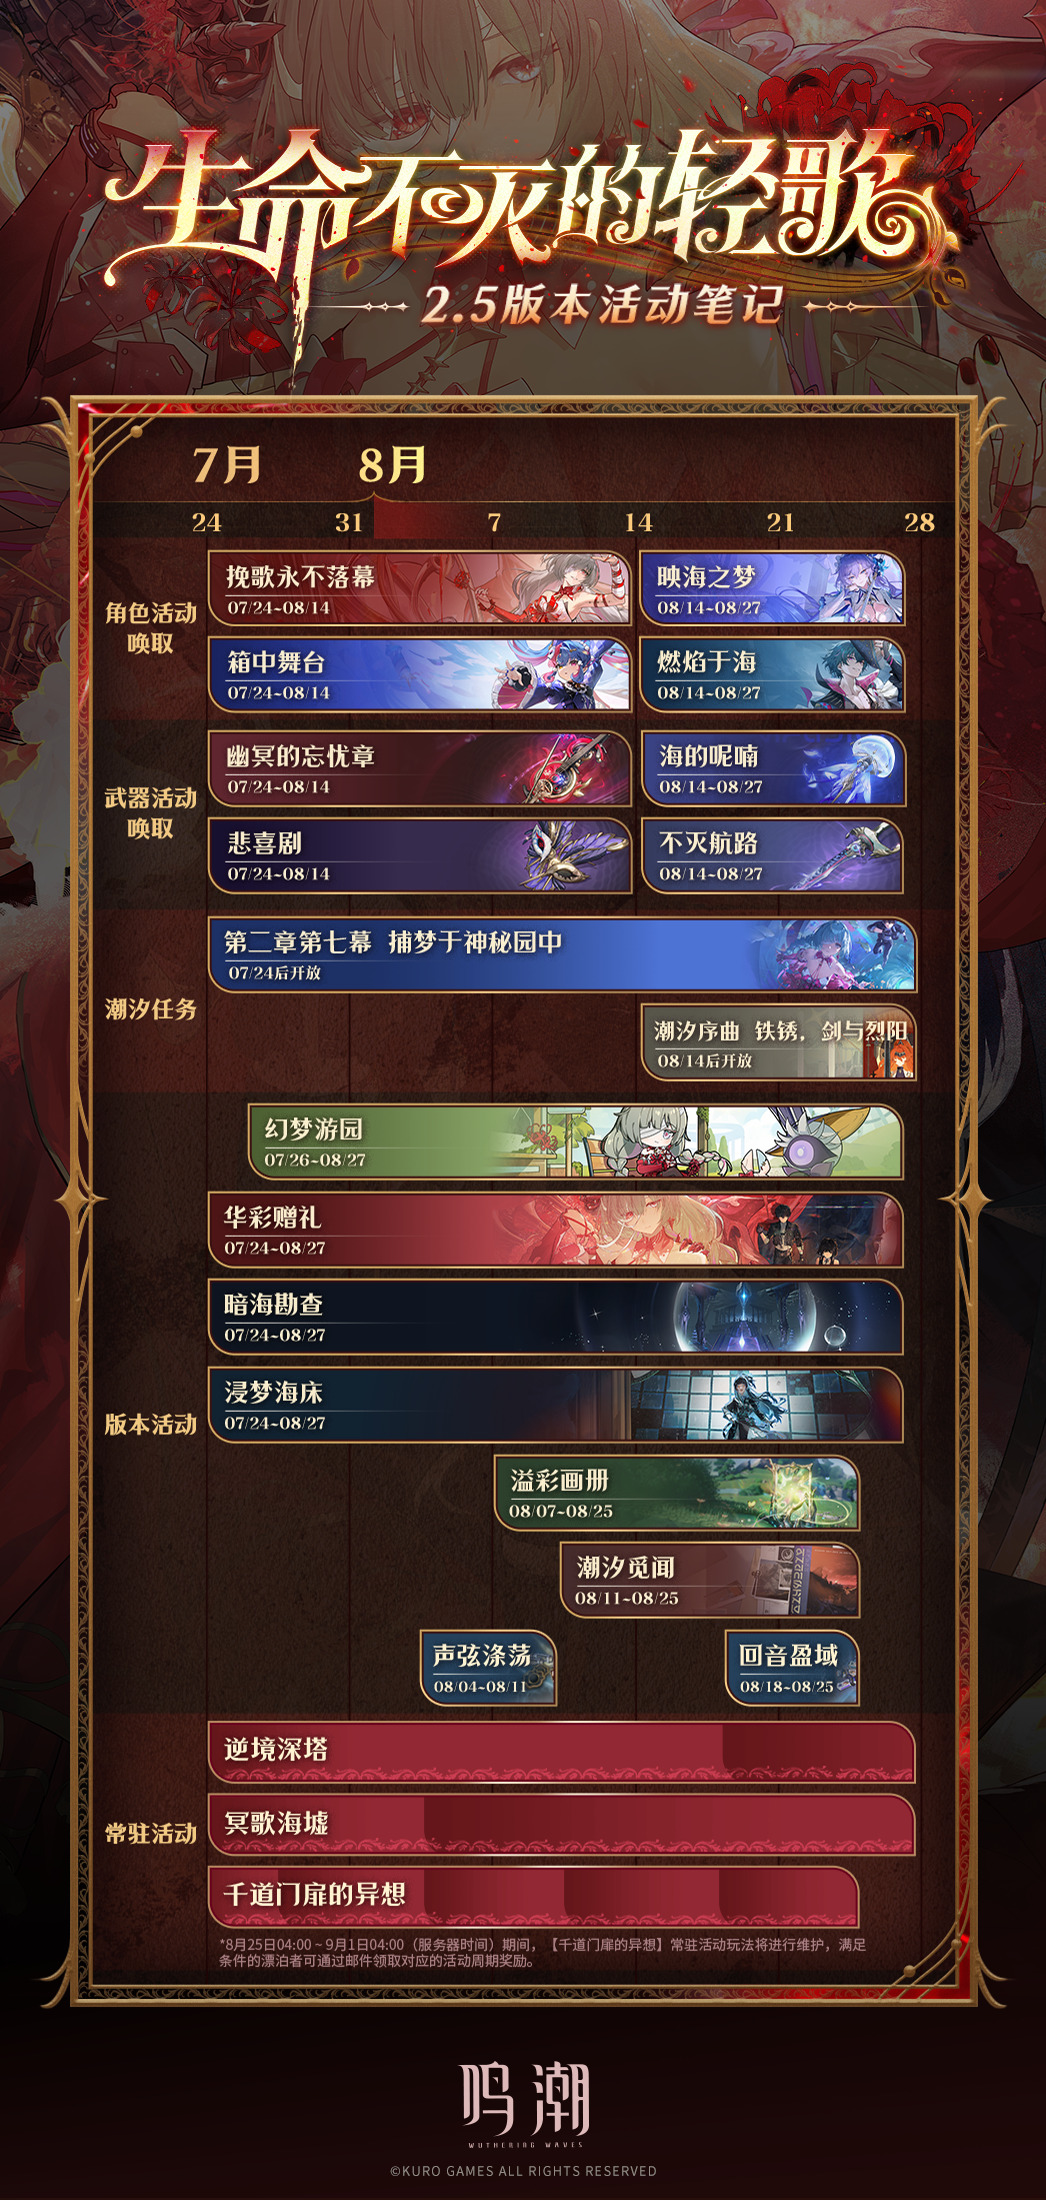 生命不灭的轻歌
2.5版本活动笔记
7月 8月
24 31 7 14 21 28
角色活动
唤取
挽歌永不落幕
07/24~08/14
映海之梦
08/14~08/27
箱中舞台
07/24~08/14
燃焰于海
08/14~08/27
武器活动
唤取
幽冥的忘忧章
07/24~08/14
海的呢喃
08/14~08/27
悲喜剧
07/24~08/14
不灭航路
08/14~08/27
潮汐任务
第二章第七幕 捕梦于神秘园中
07/24后开放
潮汐序曲 铁锈，剑与烈阳
08/14后开放
版本活动
幻梦游园
07/26~08/27
华彩赠礼
07/24~08/27
暗海勘查
07/24~08/27
浸梦海床
07/24~08/27
溢彩画册
08/07~08/25
潮汐觅闻
08/11~08/25
声弦涤荡
08/04~08/11
回音盈域
08/18~08/25
常驻活动
逆境深塔
冥歌海墟
千道门扉的异想
*8月25日04:00 ~ 9月1日04:00（服务器时间）期间，【千道门扉的异想】常驻活动玩法将进行维护，满足
条件的漂泊者可通过邮件领取对应的活动周期奖励。
鸣潮
WUTHERING WAVES
©KURO GAMES ALL RIGHTS RESERVED